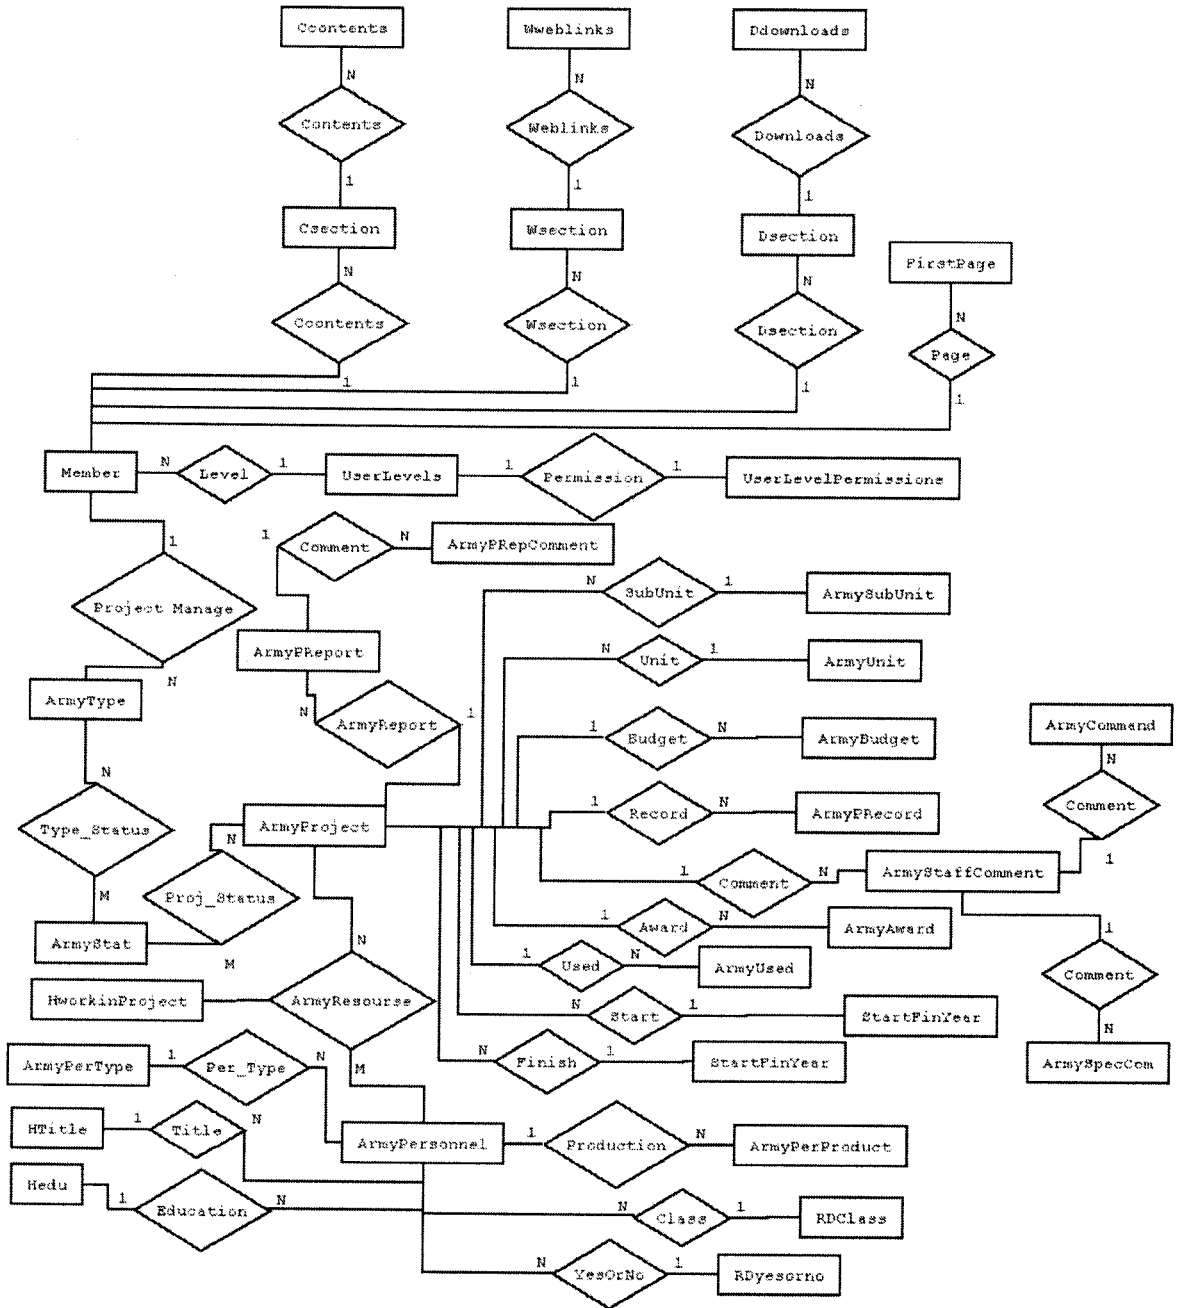 Ccontents Wweblinks Ddownloads
N N N
Contents Weblinks Downloads
1 1 1
Csection Wsection Dsection
FirstPage
N N N
N
Ccontents Wsection Dsection
Page
1 1 1 1
Member N Level 1 UserLevels 1 Permission 1 UserLevelPermissions
1
1 Comment N ArmyPRepComment
N SubUnit 1 ArmySubUnit
Project Manage
ArmyPReport
N Unit 1 ArmyUnit
N
ArmyType
N ArmyReport 1
1 Budget N ArmyBudget
ArmyCommand
N
N
1 Record N ArmyPRecord
Comment
1
Type_Status
ArmyProject
N
Proj_Status
1 Comment N ArmyStaffComment
M
ArmyStat
M
1 Award N ArmyAward
1
N
1 Used N ArmyUsed
Comment
N
HworkinProject ArmyResourse
M
N Start 1 StartFinYear
N Finish 1 StartFinYear
ArmySpecCom
ArmyPerType 1 Per_Type N
HTitle 1 Title N
ArmyPersonnel 1 Production N ArmyPerProduct
Hedu 1 Education N
N Class 1 RDClass
N YesOrNo 1 RDyesorno